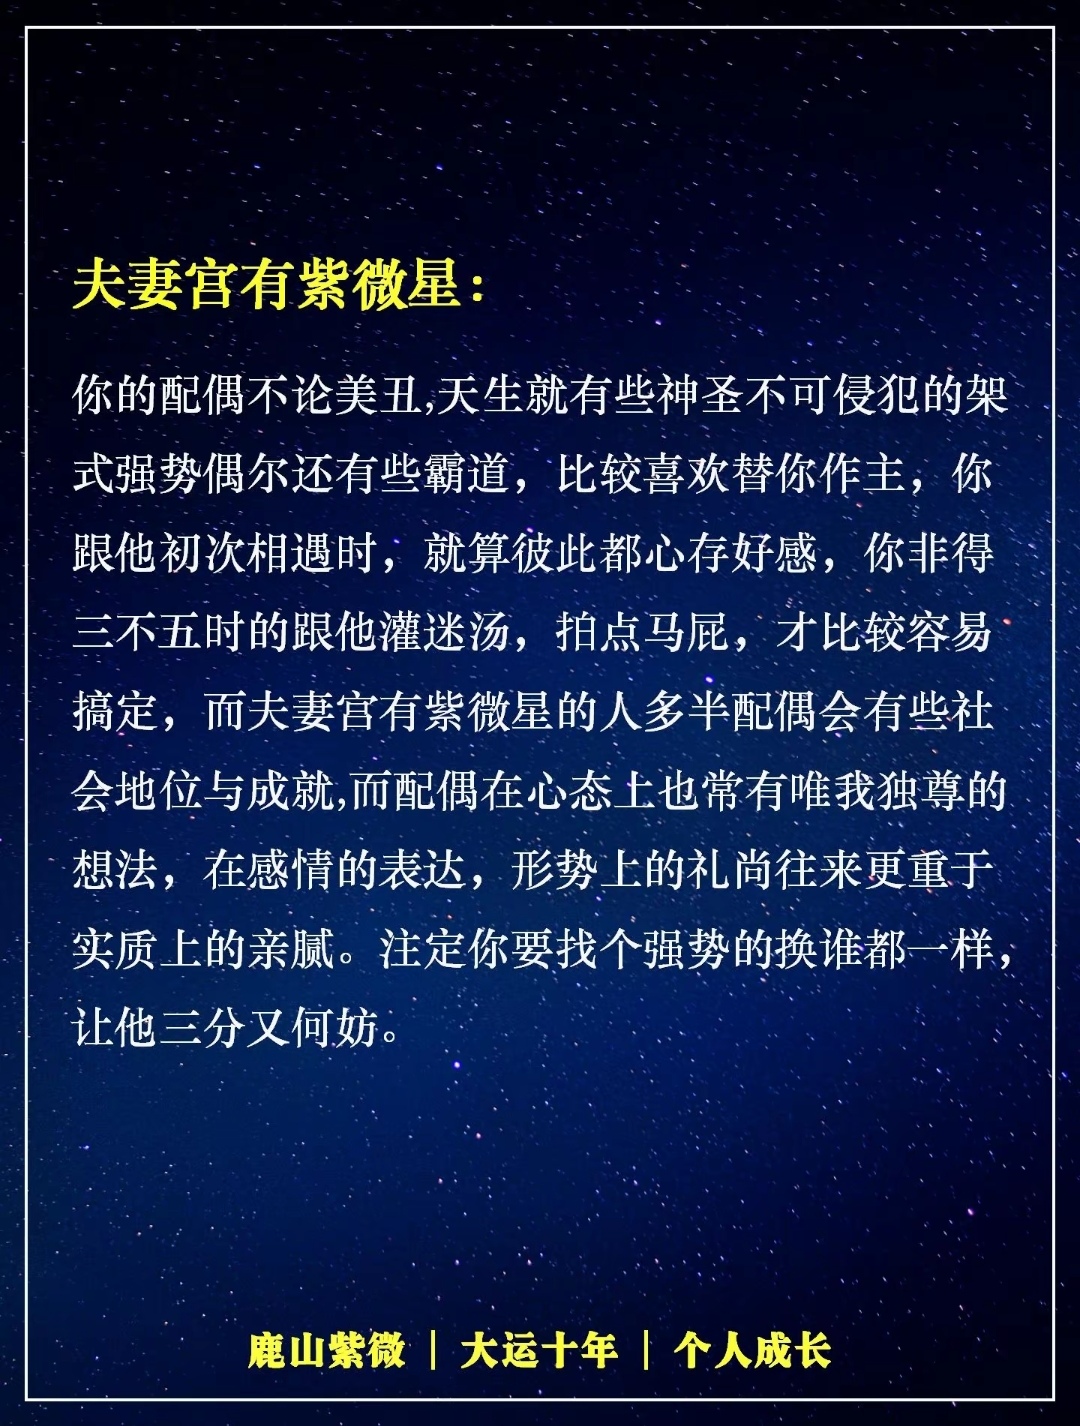 夫妻宫有紫微星：
你的配偶不论美丑,天生就有些神圣不可侵犯的架
式强势偶尔还有些霸道，比较喜欢替你作主，你
跟他初次相遇时，就算彼此都心存好感，你非得
三不五时的跟他灌迷汤，拍点马屁，才比较容易
搞定，而夫妻宫有紫微星的人多半配偶会有些社
会地位与成就,而配偶在心态上也常有唯我独尊的
想法，在感情的表达，形势上的礼尚往来更重于
实质上的亲腻。注定你要找个强势的换谁都一样，
让他三分又何妨。
鹿山紫微｜大运十年｜个人成长